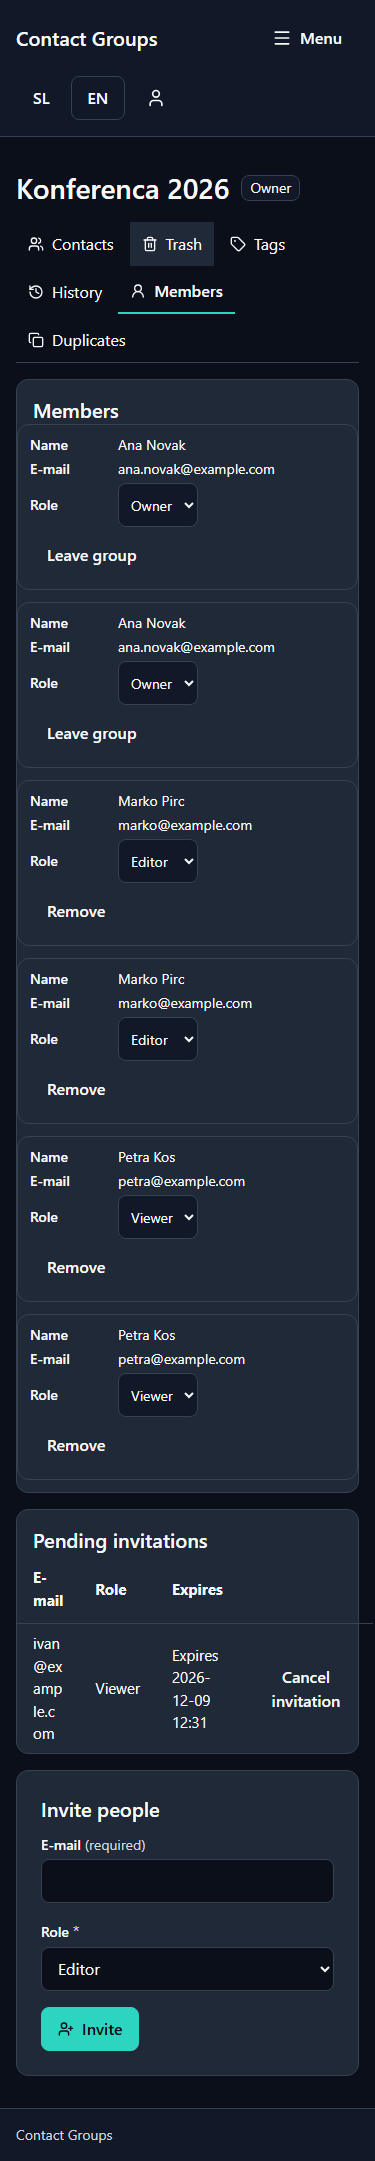 Contact Groups
Menu
SL EN
Konferenca 2026 Owner
Contacts Trash Tags
History Members
Duplicates
Members
Name Ana Novak
E-mail ana.novak@example.com
Role Owner
Leave group
Name Ana Novak
E-mail ana.novak@example.com
Role Owner
Leave group
Name Marko Pirc
E-mail marko@example.com
Role Editor
Remove
Name Marko Pirc
E-mail marko@example.com
Role Editor
Remove
Name Petra Kos
E-mail petra@example.com
Role Viewer
Remove
Name Petra Kos
E-mail petra@example.com
Role Viewer
Remove
Pending invitations
E-
mail
Role
Expires
ivan
@ex
amp
le.c
om
Viewer
Expires
2026-
12-09
12:31
Cancel
invitation
Invite people
E-mail (required)
Role *
Editor
Invite
Contact Groups